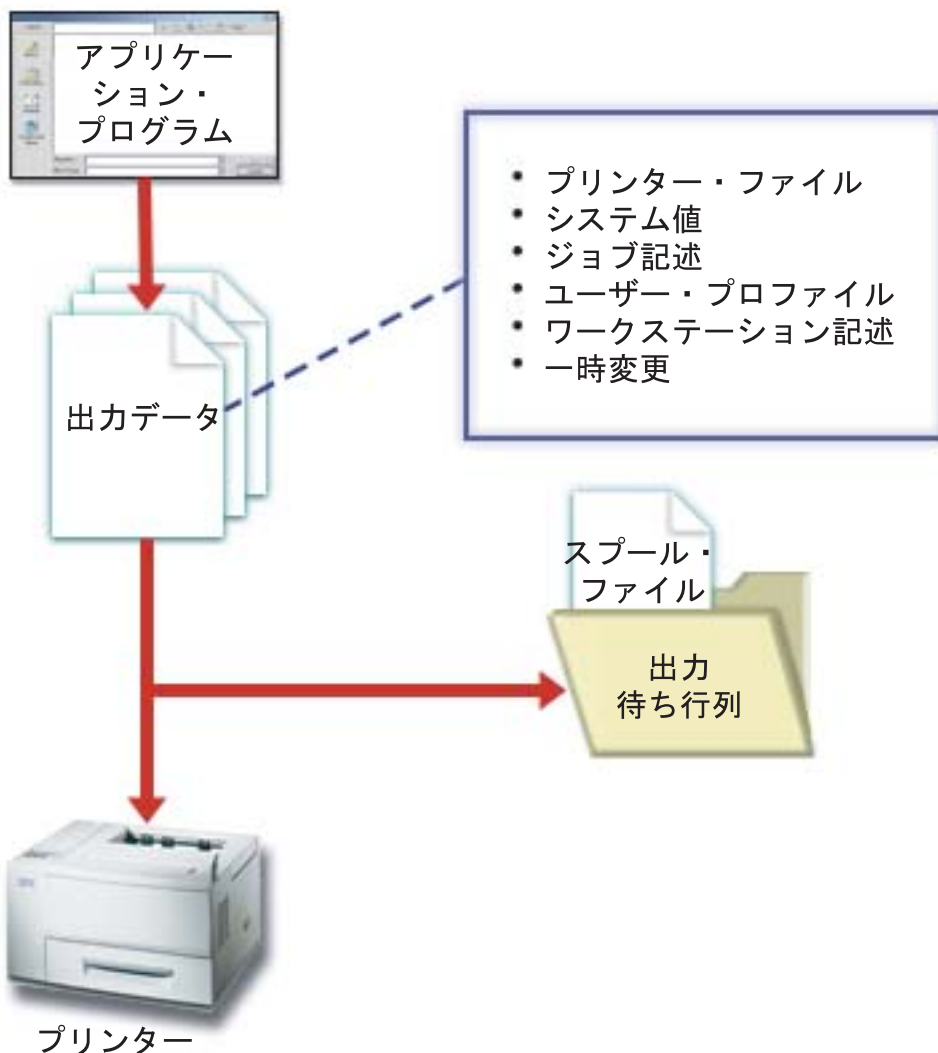 アプリケー
ション・
プログラム
• プリンター・ファイル
• システム値
• ジョブ記述
• ユーザー・プロファイル
• ワークステーション記述
• 一時変更
出力データ
スプール・
ファイル
出力
待ち行列
プリンター